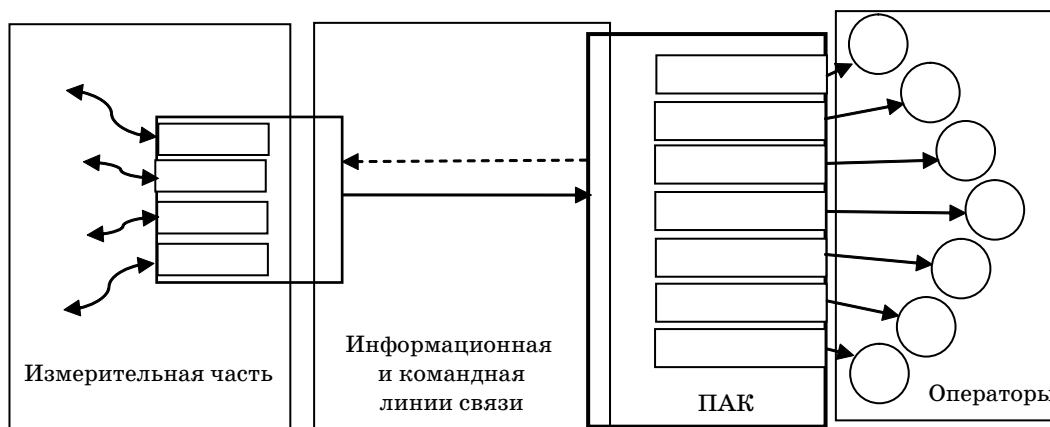 Измерительная часть
Информационная
и командная
линии связи
ПАК
Операторы